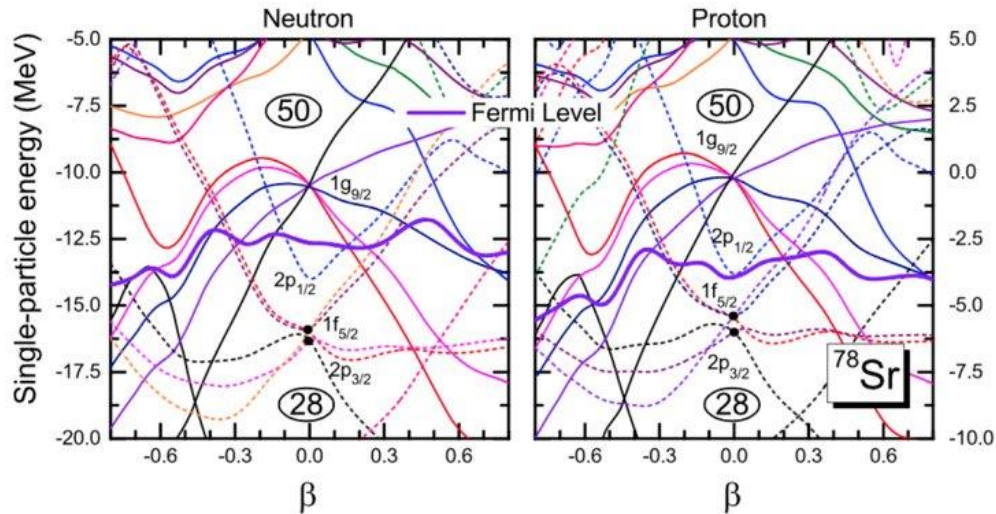 Neutron
Proton
Single-particle energy (MeV)
-5.0
-7.5
-10.0
-12.5
-15.0
-17.5
-20.0
50
Fermi Level
50
1g9/2
1g9/2
2p1/2
2p1/2
1f5/2
1f5/2
2p3/2
2p3/2
28
28
78Sr
5.0
2.5
0.0
-2.5
-5.0
-7.5
-10.0
-0.6 -0.3 0.0 0.3 0.6
-0.6 -0.3 0.0 0.3 0.6
β
β